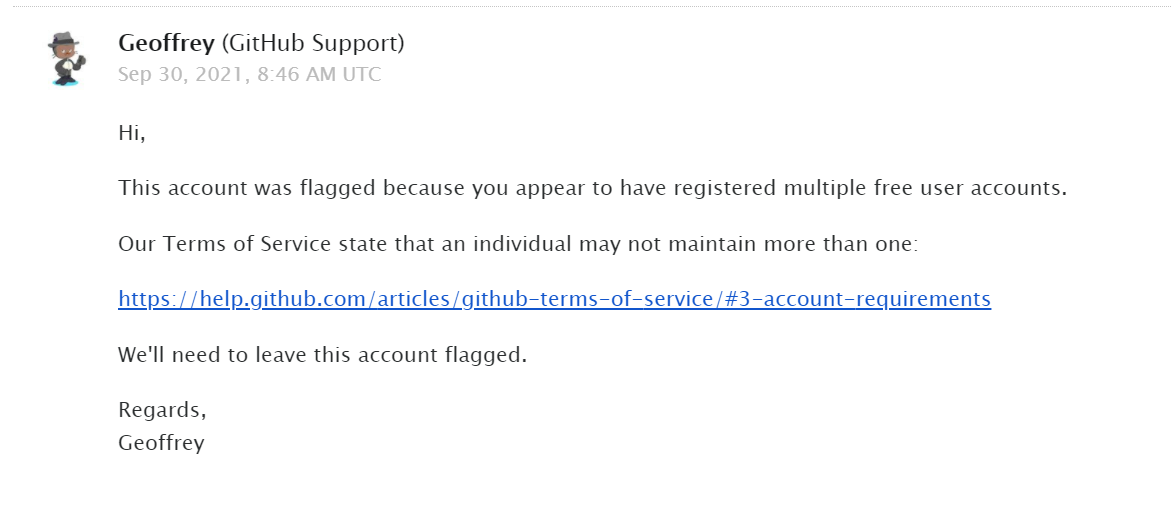 Geoffrey (GitHub Support)
Sep 30, 2021, 8:46 AM UTC
Hi,
This account was flagged because you appear to have registered multiple free user accounts.
Our Terms of Service state that an individual may not maintain more than one:
https://help.github.com/articles/github-terms-of-service/#3-account-requirements
We'll need to leave this account flagged.
Regards,
Geoffrey